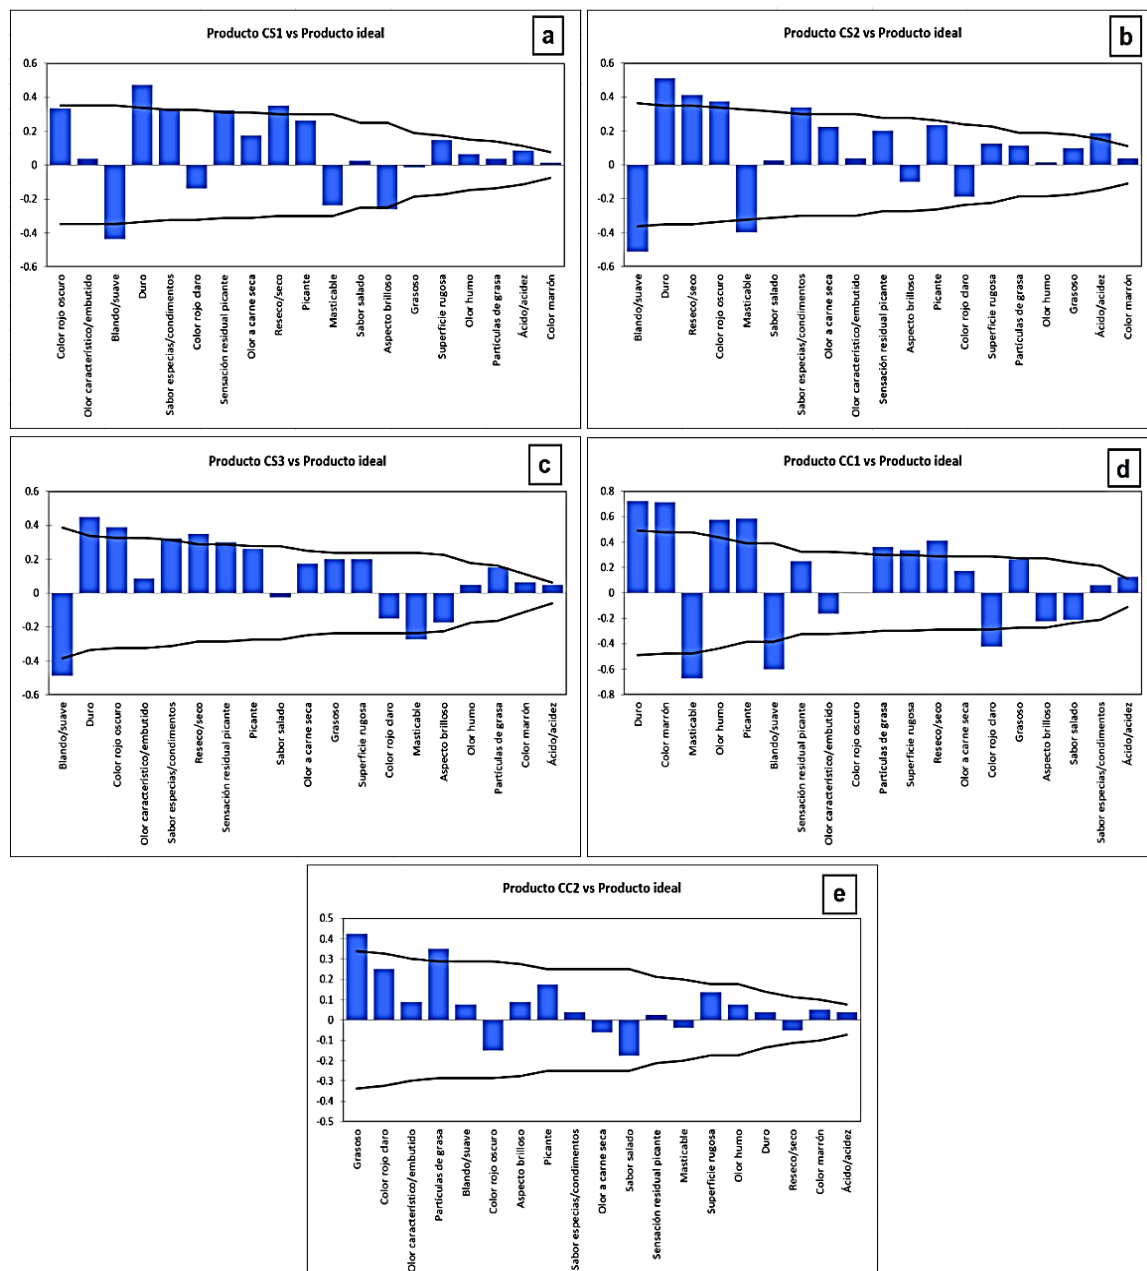 Producto CS1 vs Producto ideal
a
0.6
0.4
0.2
0
-0.2
-0.4
-0.6
Color rojo oscuro
Olor característico/embutido
Blando/suave
Duro
Sabor especias/condimentos
Color rojo claro
Sensación residual picante
Olor a carne seca
Reseco/seco
Picante
Masticable
Sabor salado
Aspecto brilloso
Grasoso
Superficie rugosa
Olor humo
Partículas de grasa
Ácido/acidez
Color marrón
Producto CS2 vs Producto ideal
b
0.6
0.4
0.2
0
-0.2
-0.4
-0.6
Blando/suave
Duro
Reseco/seco
Color rojo oscuro
Masticable
Sabor salado
Sabor especias/condimentos
Olor a carne seca
Olor característico/embutido
Sensación residual picante
Aspecto brilloso
Picante
Color rojo claro
Superficie rugosa
Partículas de grasa
Olor humo
Grasoso
Ácido/acidez
Color marrón
Producto CS3 vs Producto ideal
c
0.6
0.4
0.2
0
-0.2
-0.4
-0.6
Blando/suave
Duro
Color rojo oscuro
Olor característico/embutido
Sabor especias/condimentos
Reseco/seco
Sensación residual picante
Picante
Sabor salado
Olor a carne seca
Grasoso
Superficie rugosa
Color rojo claro
Masticable
Aspecto brilloso
Olor humo
Partículas de grasa
Color marrón
Ácido/acidez
Producto CC1 vs Producto ideal
d
0.8
0.6
0.4
0.2
0
-0.2
-0.4
-0.6
-0.8
Duro
Color marrón
Masticable
Olor humo
Picante
Blando/suave
Sensación residual picante
Olor característico/embutido
Color rojo oscuro
Partículas de grasa
Superficie rugosa
Reseco/seco
Olor a carne seca
Color rojo claro
Grasoso
Aspecto brilloso
Sabor salado
Sabor especias/condimentos
Ácido/acidez
Producto CC2 vs Producto ideal
e
0.5
0.4
0.3
0.2
0.1
0
-0.1
-0.2
-0.3
-0.4
-0.5
Grasoso
Color rojo claro
Olor característico/embutido
Partículas de grasa
Blando/suave
Color rojo oscuro
Aspecto brilloso
Picante
Sabor especias/condimentos
Olor a carne seca
Sabor salado
Sensación residual picante
Masticable
Superficie rugosa
Olor humo
Duro
Reseco/seco
Color marrón
Ácido/acidez